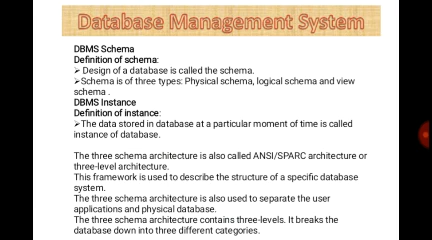 Database Management System
DBMS Schema
Definition of schema:
➢ Design of a database is called the schema.
➢Schema is of three types: Physical schema, logical schema and view
schema .
DBMS Instance
Definition of instance:
➢The data stored in database at a particular moment of time is called
instance of database.
The three schema architecture is also called ANSI/SPARC architecture or
three-level architecture.
This framework is used to describe the structure of a specific database
system.
The three schema architecture is also used to separate the user
applications and physical database.
The three schema architecture contains three-levels. It breaks the
database down into three different categories.